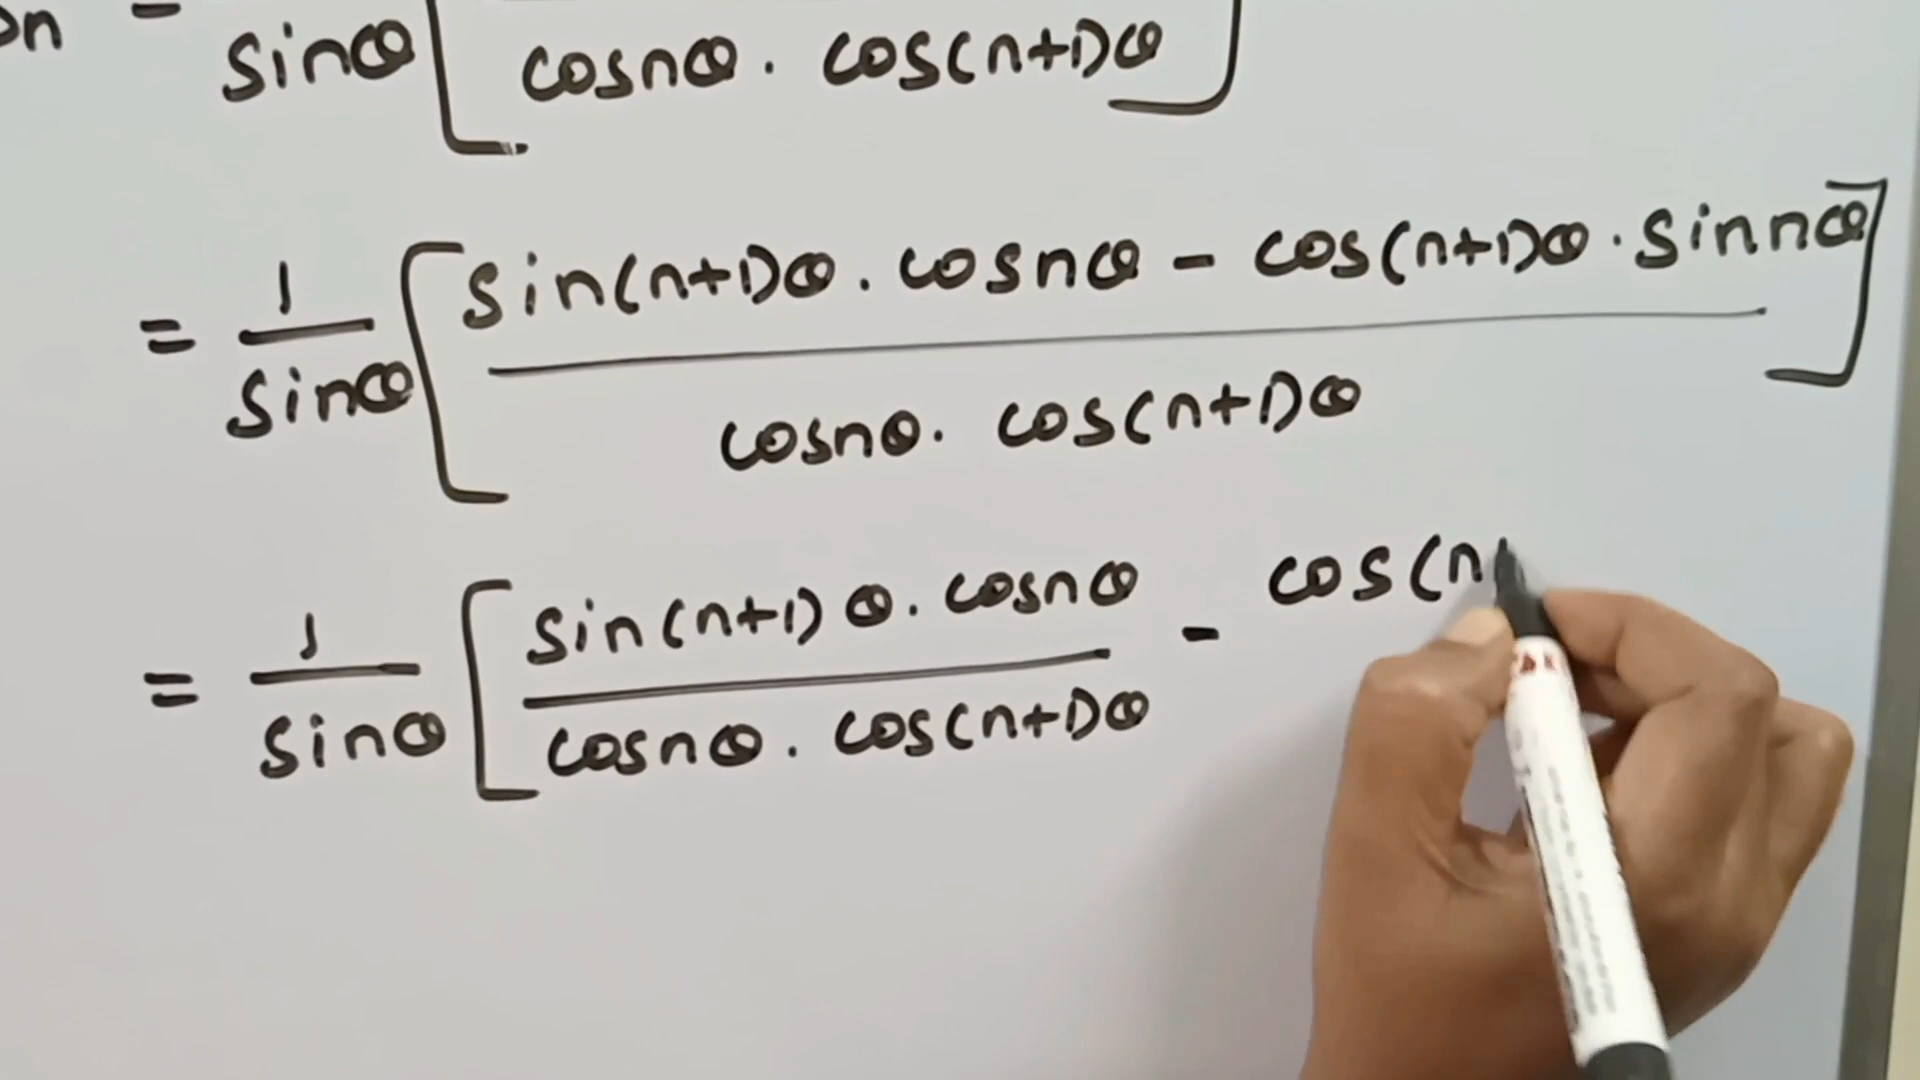 n =
sinθ [ cosnθ . cos(n+1)θ ]
= 1/sinθ [ sin(n+1)θ . cosnθ - cos(n+1)θ . sinnθ / cosnθ . cos(n+1)θ ]
= 1/sinθ [ sin(n+1)θ . cosnθ / cosnθ . cos(n+1)θ - cos(n